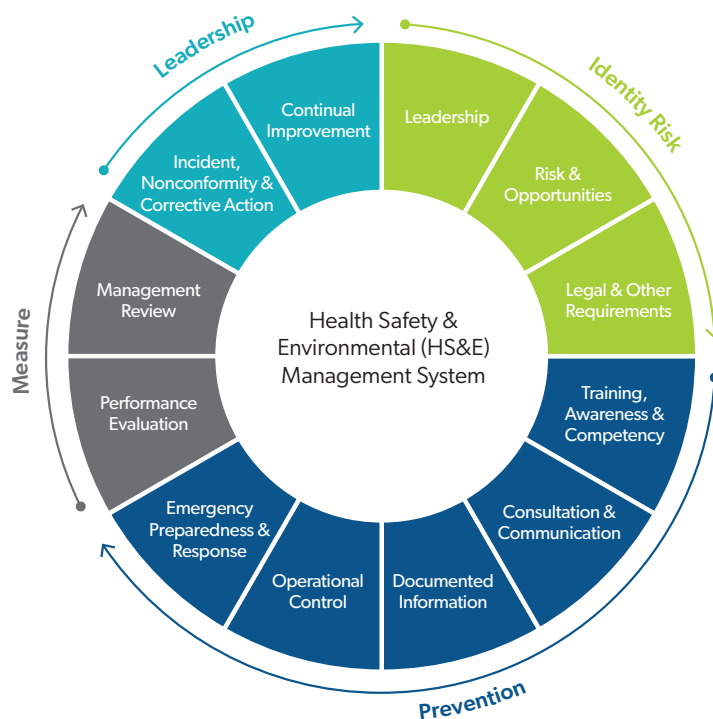 Leadership
Identity Risk
Continual
Improvement
Leadership
Incident,
Nonconformity &
Corrective Action
Risk &
Opportunities
Management
Review
Health Safety &
Environmental (HS&E)
Management System
Legal & Other
Requirements
Measure
Performance
Evaluation
Training,
Awareness &
Competency
Emergency
Preparedness &
Response
Consultation &
Communication
Operational
Control
Documented
Information
Prevention